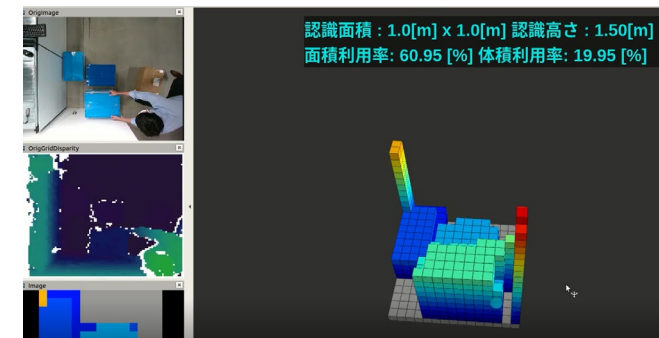 OrigImage
認識面積 : 1.0[m] x 1.0[m] 認識高さ : 1.50[m]
面積利用率: 60.95 [%] 体積利用率: 19.95 [%]
OrigGridDisparity
Image